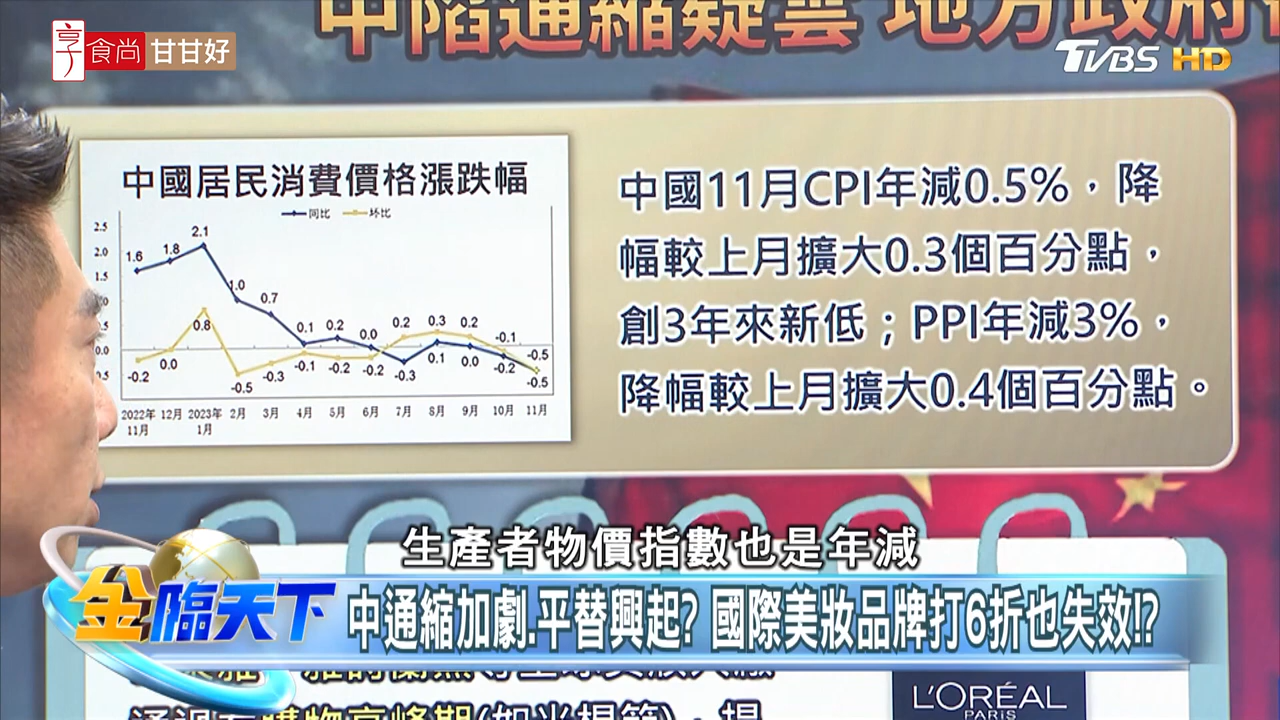 享食尚 甘甘好
中陷通縮疑雲 地方政府
TVBS HD
中國居民消費價格漲跌幅
同比 环比
2.5
2.0
1.5
0.0
1.6 1.8 2.1 1.0 0.7 0.1 0.2 0.0 -0.3 0.1 0.0 -0.2 -0.5
-0.2 0.0 0.8 -0.5 -0.3 -0.1 -0.2 -0.2 0.2 0.3 0.2 -0.1 -0.5
2022年11月 12月 2023年1月 2月 3月 4月 5月 6月 7月 8月 9月 10月 11月
中國11月CPI年減0.5%，降
幅較上月擴大0.3個百分點，
創3年來新低；PPI年減3%，
降幅較上月擴大0.4個百分點。
生產者物價指數也是年減
金臨天下
中通縮加劇.平替興起? 國際美妝品牌打6折也失效!?
L'ORÉAL
PARIS